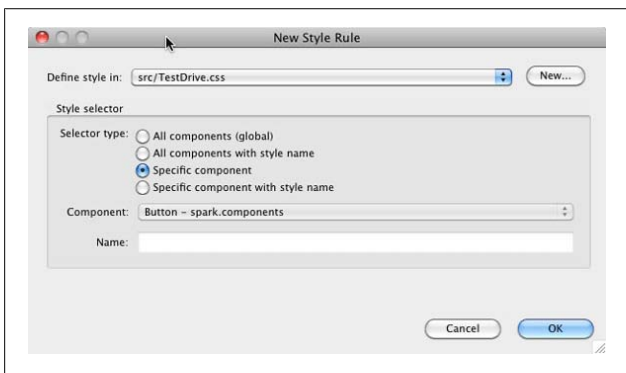 New Style Rule
Define style in: src/TestDrive.css New...
Style selector
Selector type: All components (global)
All components with style name
Specific component
Specific component with style name
Component: Button – spark.components
Name:
Cancel OK